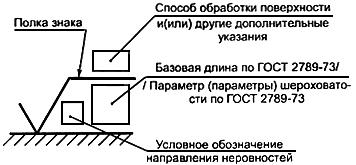 Способ обработки поверхности
и(или) другие дополнительные
указания
Полка знака
Базовая длина по ГОСТ 2789-73/
/ Параметр (параметры) шероховато-
сти по ГОСТ 2789-73
Условное обозначение
направления неровностей